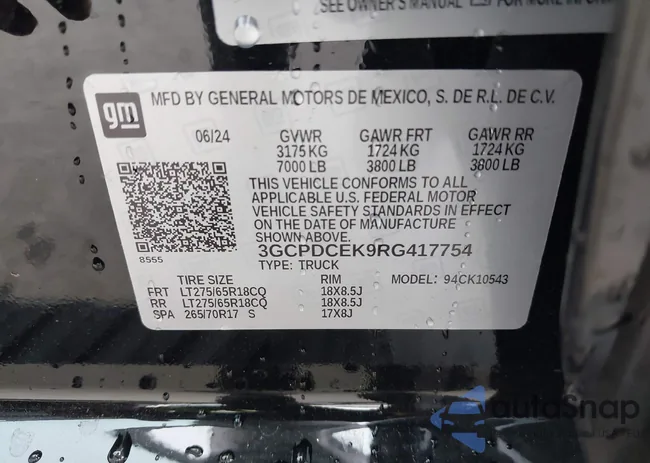 SEE OWNER'S MANUAL FOR MORE
gm
MFD BY GENERAL MOTORS DE MEXICO, S. DE R.L. DE C.V.
06/24 GVWR GAWR FRT GAWR RR
3175 KG 1724 KG 1724 KG
7000 LB 3800 LB 3800 LB
THIS VEHICLE CONFORMS TO ALL
APPLICABLE U.S. FEDERAL MOTOR
VEHICLE SAFETY STANDARDS IN EFFECT
ON THE DATE OF MANUFACTURE
SHOWN ABOVE.
3GCPDCEK9RG417754
8565
TYPE: TRUCK
TIRE SIZE RIM MODEL: 94CK10543
FRT LT275/65R18CQ 18X8.5J
RR LT275/65R18CQ 18X8.5J
SPA 265/70R17 S 17X8J
autoSnap